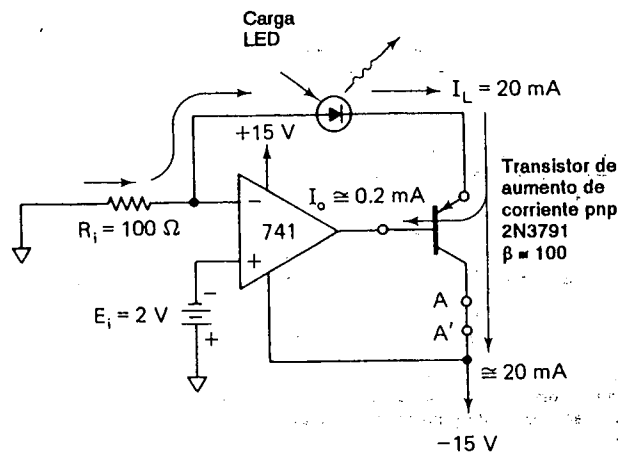 Carga
LED
I_L = 20 mA
+15 V
R_i = 100 Ω
−
741
+
I_o ≅ 0.2 mA
Transistor de
aumento de
corriente pnp
2N3791
β ≅ 100
E_i = 2 V
−
+
A
A'
≅ 20 mA
−15 V